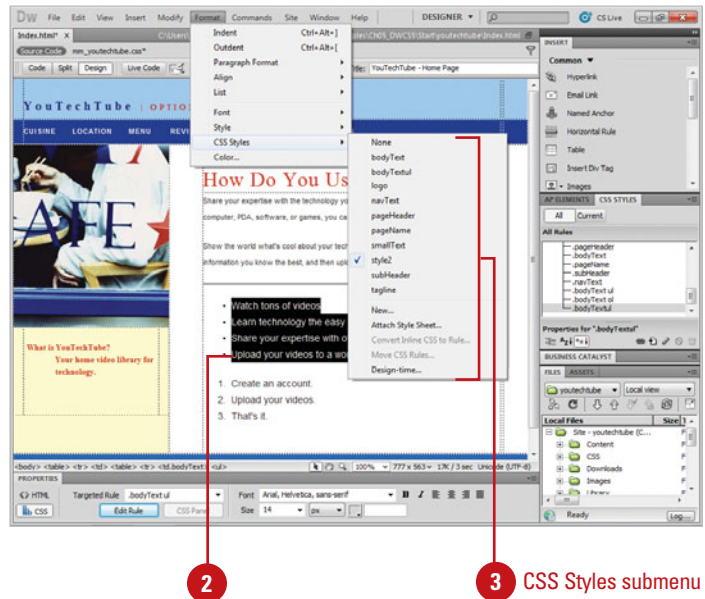 DW File Edit View Insert Modify Format Commands Site Window Help DESIGNER CS Live
Index.html* x
Source Code mm_youtechtube.css*
Code Split Design Live Code
Title: YouTechTube - Home Page
Indent Ctrl+Alt+]
Outdent Ctrl+Alt+[
Paragraph Format
Align
List
Font
Style
CSS Styles
Color...
None
bodyText
bodyTextul
logo
navText
pageHeader
pageName
smallText
style2
subHeader
tagline
New...
Attach Style Sheet...
Convert Inline CSS to Rule...
Move CSS Rules...
Design-time...
YouTechTube | OPTIO
CUISINE LOCATION MENU REVI
AFE
How Do You Us
Share your expertise with the technology yo
computer, PDA, software, or games, you ca
Show the world what's cool about your tech
information you know the best, and then uplo
• Watch tons of videos
• Learn technology the easy
• Share your expertise with o
• Upload your videos to a wo
1. Create an account.
2. Upload your videos.
3. That's it.
What is YouTechTube?
Your home video library for
technology.
<body> <table> <tr> <td> <table> <tr> <td.bodyText> <ul>
100% 777 x 563 17K / 3 sec Unicode (UTF-8)
PROPERTIES
<> HTML Targeted Rule .bodyText ul Font Arial, Helvetica, sans-serif B I
CSS Edit Rule CSS Pane Size 14 px
INSERT
Common
Hyperlink
Email Link
Named Anchor
Horizontal Rule
Table
Insert Div Tag
Images
AP ELEMENTS CSS STYLES
All Current
All Rules
.pageHeader
.bodyText
.pageName
.subHeader
.navText
.bodyText ul
.bodyText ol
.bodyTextul
Properties for ".bodyTextul"
BUSINESS CATALYST
FILES ASSETS
youtechtube Local view
Local Files Size
Site - youtechtube (C...
Content
CSS
Downloads
Images
Library
Ready Log...
2
3 CSS Styles submenu